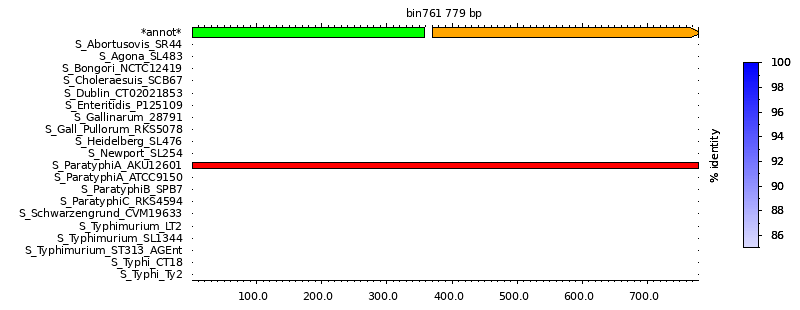 bin761 779 bp
*annot*
S_Abortusovis_SR44
S_Agona_SL483
S_Bongori_NCTC12419
S_Choleraesuis_SCB67
S_Dublin_CT02021853
S_Enteritidis_P125109
S_Gallinarum_28791
S_Gall_Pullorum_RKS5078
S_Heidelberg_SL476
S_Newport_SL254
S_ParatyphiA_AKU12601
S_ParatyphiA_ATCC9150
S_ParatyphiB_SPB7
S_ParatyphiC_RKS4594
S_Schwarzengrund_CVM19633
S_Typhimurium_LT2
S_Typhimurium_SL1344
S_Typhimurium_ST313_AGEnt
S_Typhi_CT18
S_Typhi_Ty2
100.0 200.0 300.0 400.0 500.0 600.0 700.0
% identity
100
98
96
94
92
90
88
86